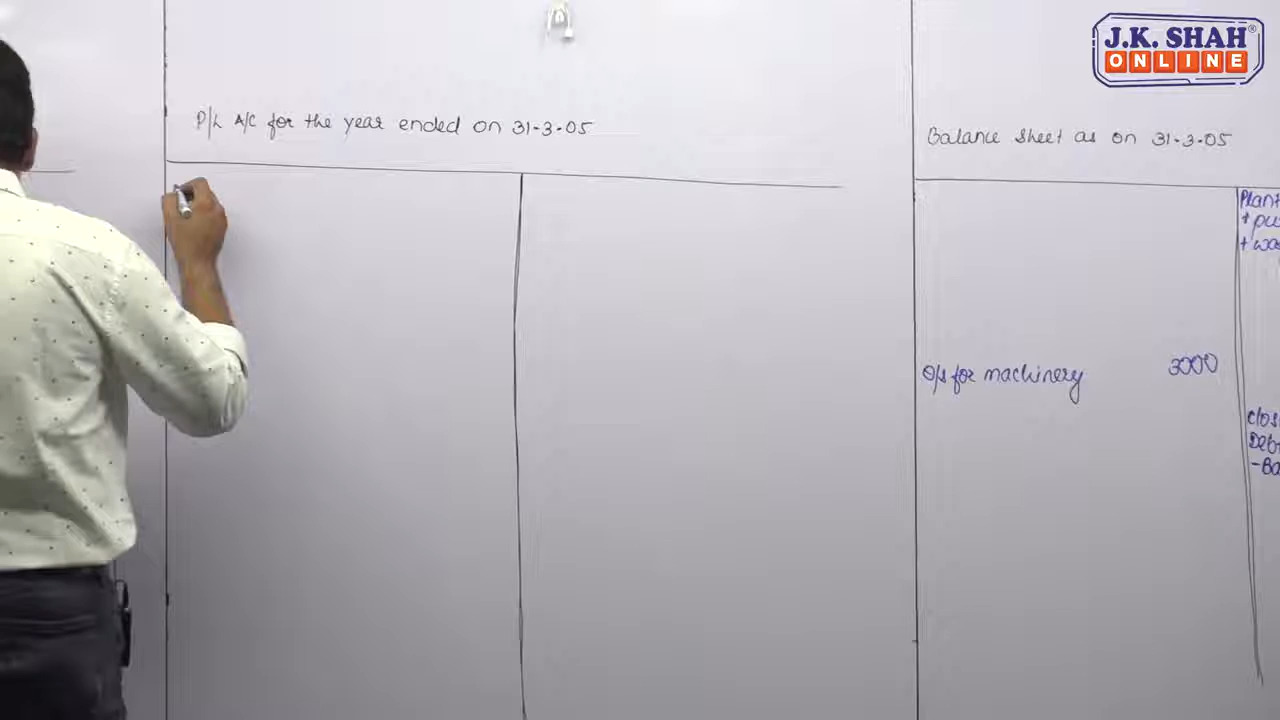 J.K. SHAH®
ONLINE
P/L A/C for the year ended on 31-3-05
Balance sheet as on 31-3-05
Plant
+
+
O/s for machinery 3000